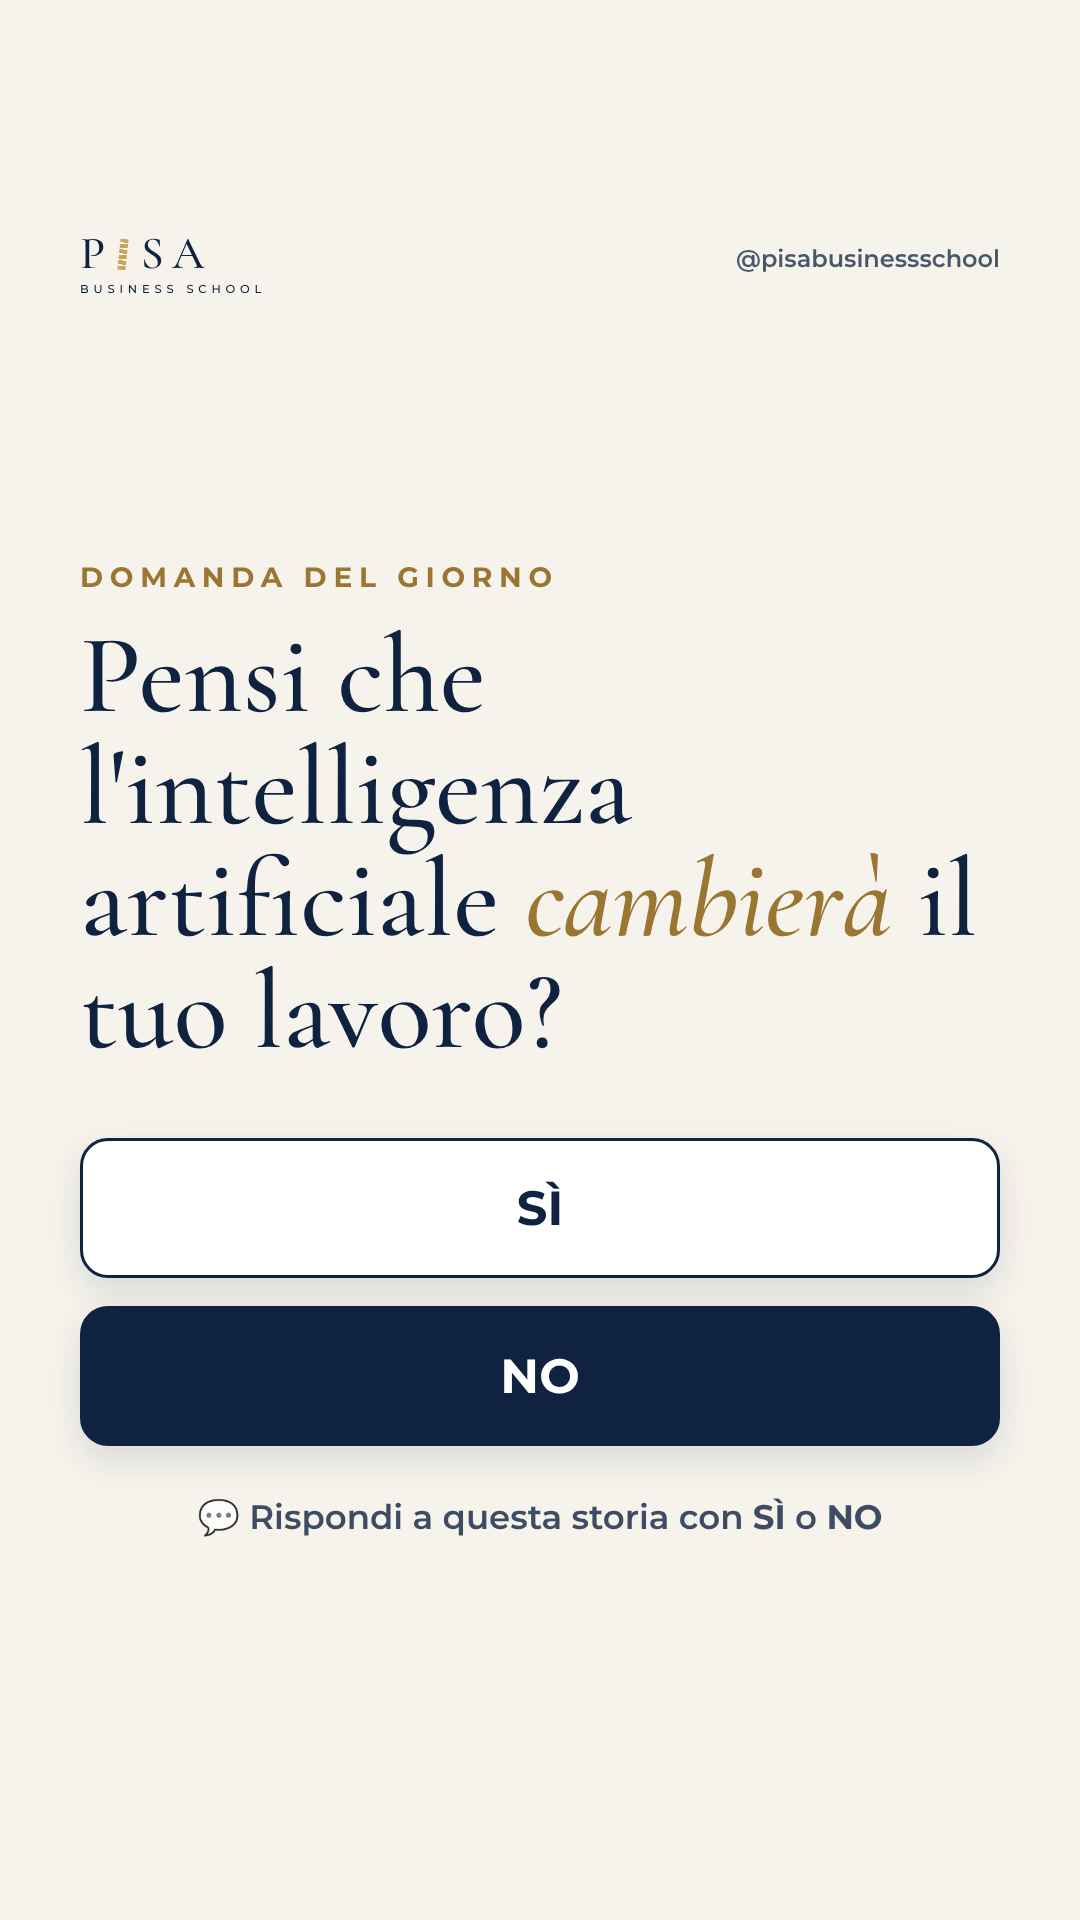 PISA
BUSINESS SCHOOL
@pisabusinessschool
DOMANDA DEL GIORNO
Pensi che
l'intelligenza
artificiale cambierà il
tuo lavoro?
SÌ
NO
💬 Rispondi a questa storia con SÌ o NO